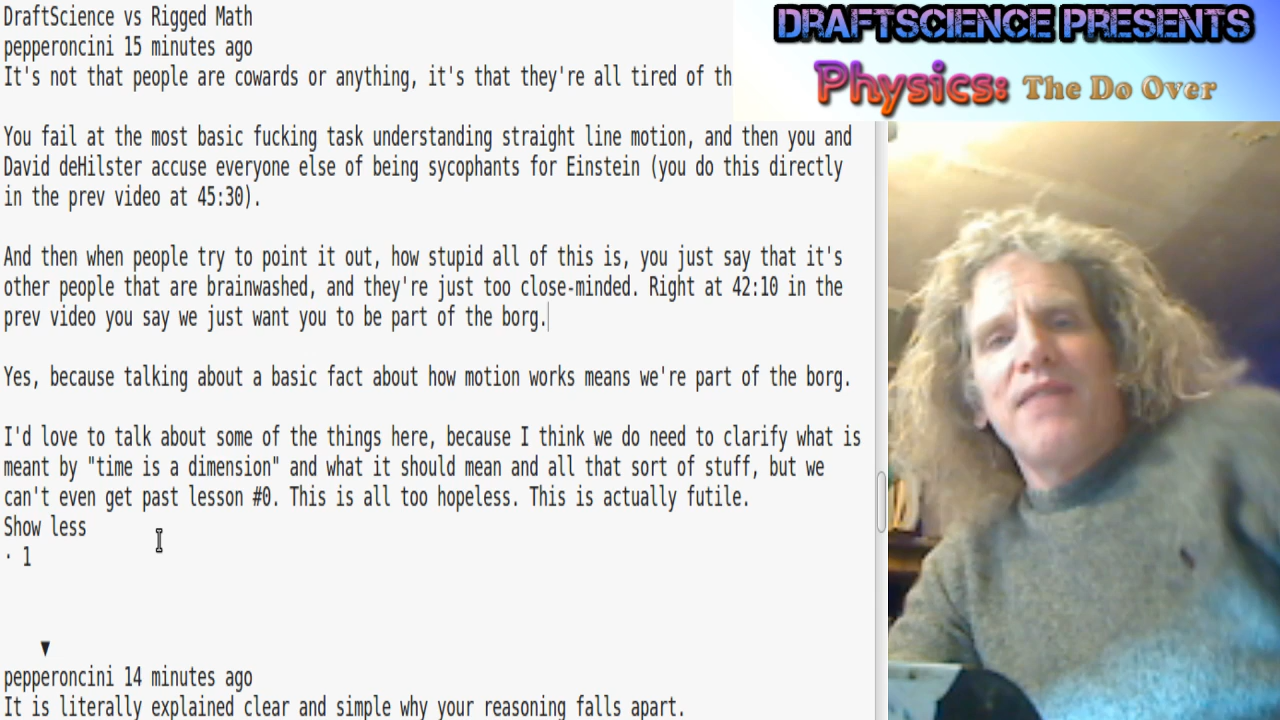 DraftScience vs Rigged Math
pepperoncini 15 minutes ago
It's not that people are cowards or anything, it's that they're all tired of th
You fail at the most basic fucking task understanding straight line motion, and then you and
David deHilster accuse everyone else of being sycophants for Einstein (you do this directly
in the prev video at 45:30).
And then when people try to point it out, how stupid all of this is, you just say that it's
other people that are brainwashed, and they're just too close-minded. Right at 42:10 in the
prev video you say we just want you to be part of the borg.
Yes, because talking about a basic fact about how motion works means we're part of the borg.
I'd love to talk about some of the things here, because I think we do need to clarify what is
meant by "time is a dimension" and what it should mean and all that sort of stuff, but we
can't even get past lesson #0. This is all too hopeless. This is actually futile.
Show less
· 1
pepperoncini 14 minutes ago
It is literally explained clear and simple why your reasoning falls apart.
DRAFTSCIENCE PRESENTS
Physics: The Do Over